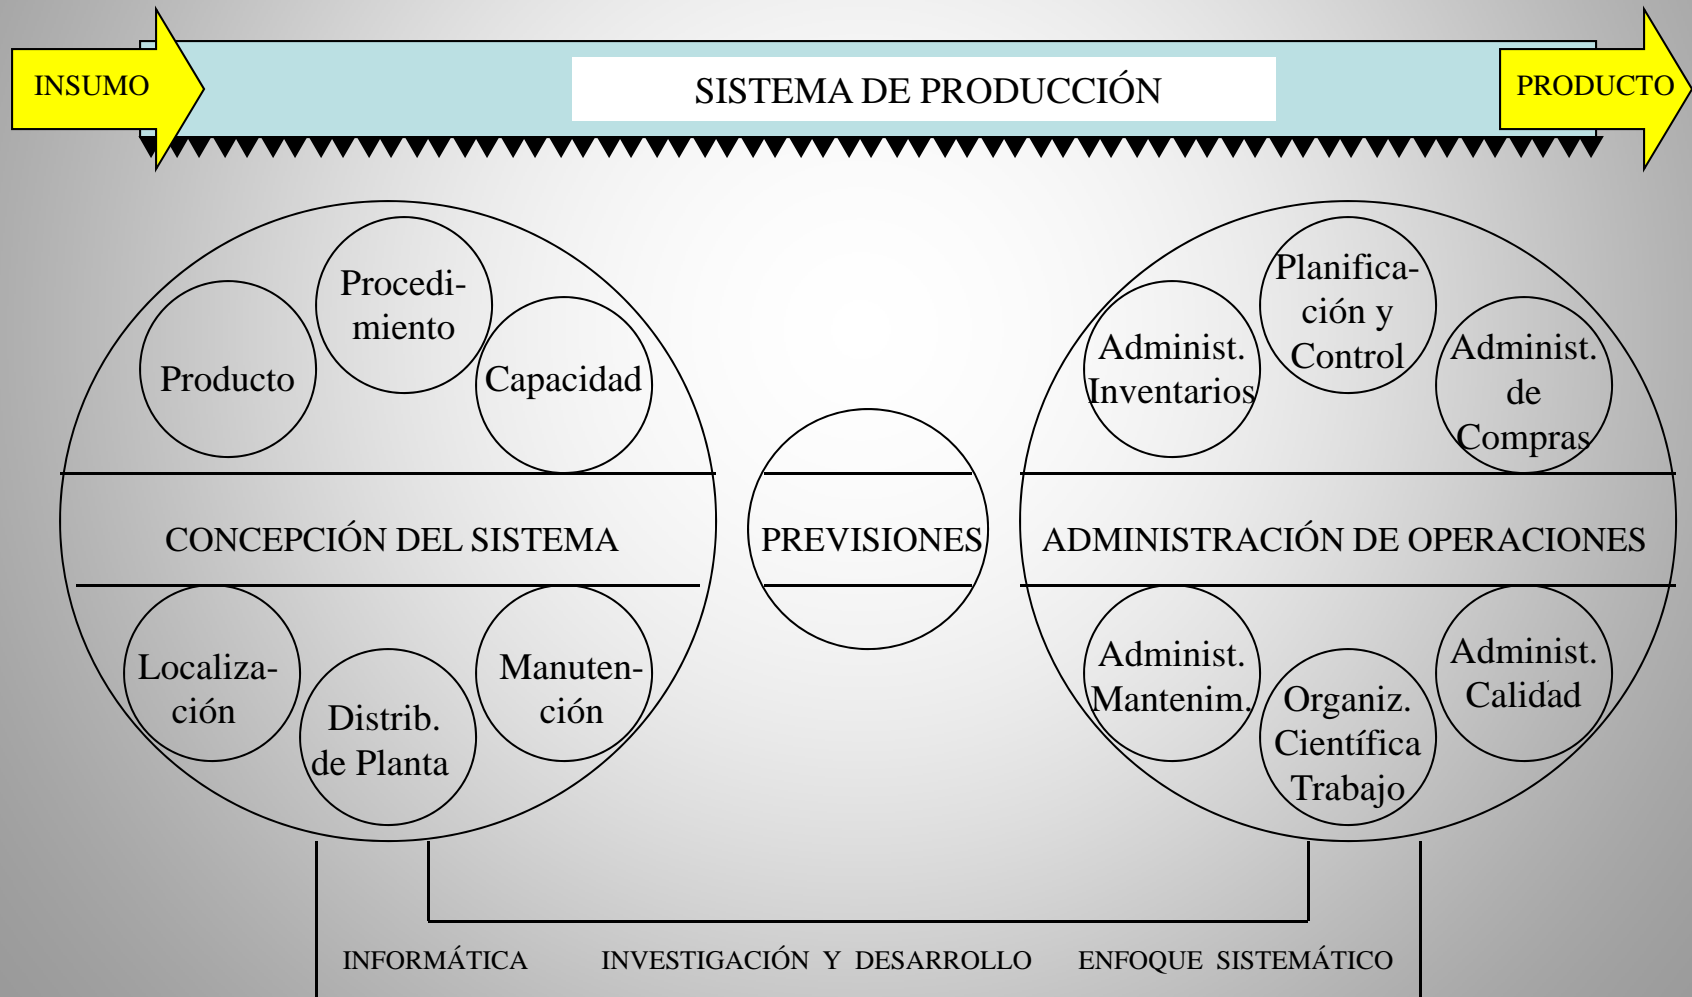 INSUMO
SISTEMA DE PRODUCCIÓN
PRODUCTO
Producto
Procedi-
miento
Capacidad
CONCEPCIÓN DEL SISTEMA
Localiza-
ción
Distrib.
de Planta
Manuten-
ción
PREVISIONES
Administ.
Inventarios
Planifica-
ción y
Control
Administ.
de
Compras
ADMINISTRACIÓN DE OPERACIONES
Administ.
Mantenim.
Organiz.
Científica
Trabajo
Administ.
Calidad
INFORMÁTICA
INVESTIGACIÓN Y DESARROLLO
ENFOQUE SISTEMÁTICO